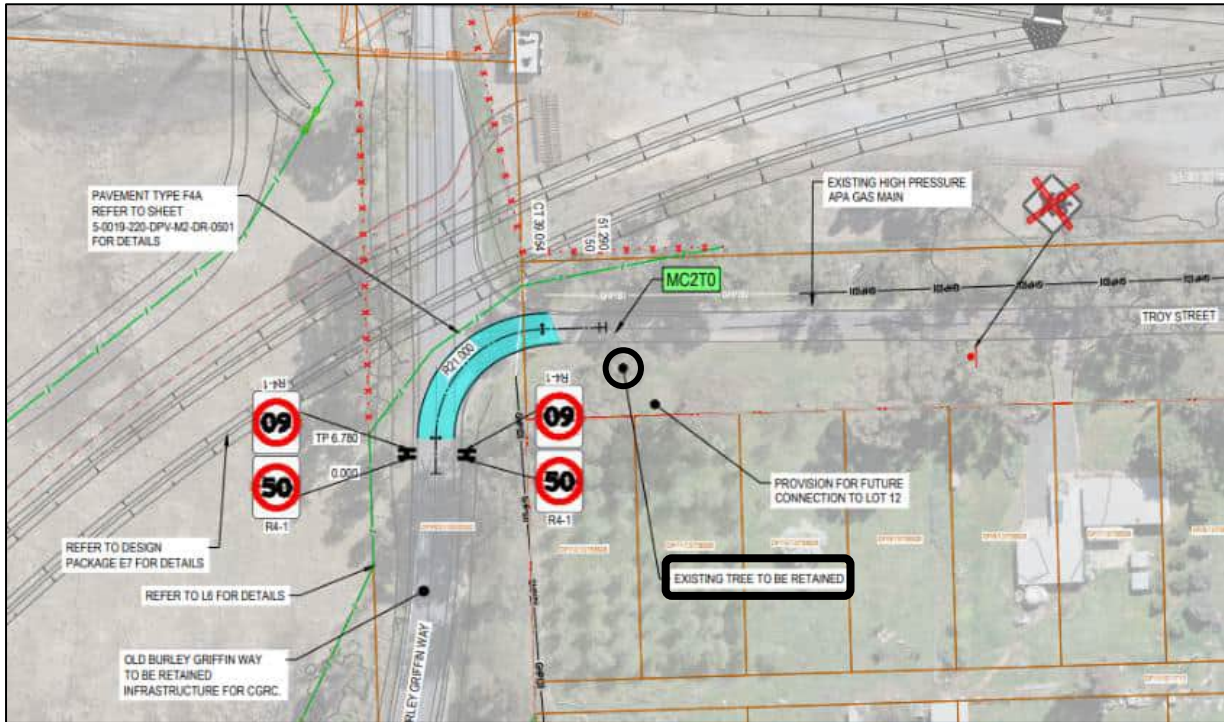 PAVEMENT TYPE F4A
REFER TO SHEET
5-0019-220-DPV-M2-DR-0501
FOR DETAILS
CT 39.054
51.290
50
EXISTING HIGH PRESSURE
APA GAS MAIN
MC2T0
TROY STREET
R21.000
R4-1
60
50
R4-1
TP 6.780
0.000
R4-1
60
50
R4-1
PROVISION FOR FUTURE
CONNECTION TO LOT 12
EXISTING TREE TO BE RETAINED
REFER TO DESIGN
PACKAGE E7 FOR DETAILS
REFER TO L6 FOR DETAILS
OLD BURLEY GRIFFIN WAY
TO BE RETAINED
INFRASTRUCTURE FOR CGRC.
RLEY GRIFFIN WAY